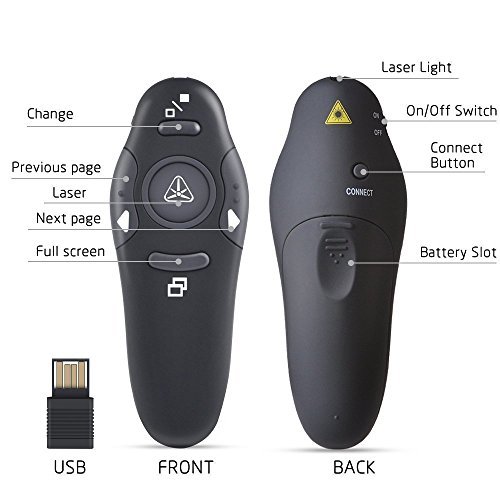 Laser Light
Change
On/Off Switch
ON
OFF
Previous page
Connect
Button
Laser
CONNECT
Next page
Full screen
Battery Slot
USB
FRONT
BACK